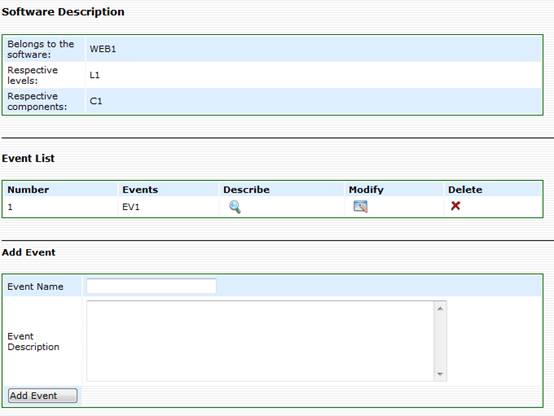 Software Description
Belongs to the
software:
WEB1
Respective
levels:
L1
Respective
components:
C1
Event List
Number Events Describe Modify Delete
1 EV1
Add Event
Event Name
Event
Description
Add Event